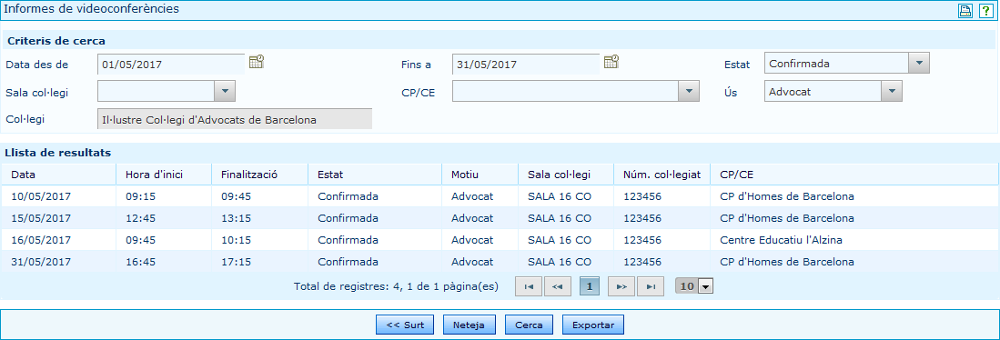 Informes de videoconferències ?
Criteris de cerca
Data des de 01/05/2017 Fins a 31/05/2017 Estat Confirmada
Sala col·legi CP/CE Ús Advocat
Col·legi Il·lustre Col·legi d'Advocats de Barcelona
Llista de resultats
Data Hora d'inici Finalització Estat Motiu Sala col·legi Núm. col·legiat CP/CE
10/05/2017 09:15 09:45 Confirmada Advocat SALA 16 CO 123456 CP d'Homes de Barcelona
15/05/2017 12:45 13:15 Confirmada Advocat SALA 16 CO 123456 CP d'Homes de Barcelona
16/05/2017 09:45 10:15 Confirmada Advocat SALA 16 CO 123456 Centre Educatiu l'Alzina
31/05/2017 16:45 17:15 Confirmada Advocat SALA 16 CO 123456 CP d'Homes de Barcelona
Total de registres: 4, 1 de 1 pàgina(es) 1 10
<< Surt Neteja Cerca Exportar